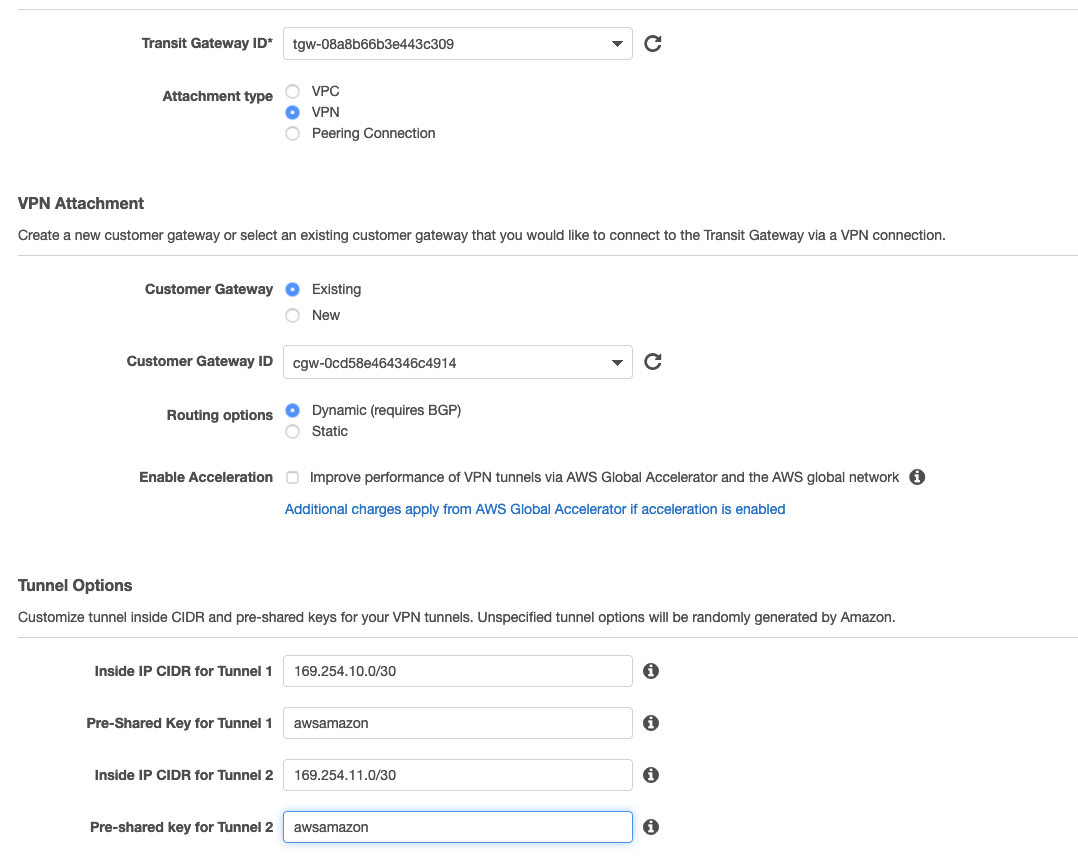 Transit Gateway ID* tgw-08a8b66b3e443c309
Attachment type
VPC
VPN
Peering Connection
VPN Attachment
Create a new customer gateway or select an existing customer gateway that you would like to connect to the Transit Gateway via a VPN connection.
Customer Gateway Existing
New
Customer Gateway ID cgw-0cd58e464346c4914
Routing options
Dynamic (requires BGP)
Static
Enable Acceleration Improve performance of VPN tunnels via AWS Global Accelerator and the AWS global network
Additional charges apply from AWS Global Accelerator if acceleration is enabled
Tunnel Options
Customize tunnel inside CIDR and pre-shared keys for your VPN tunnels. Unspecified tunnel options will be randomly generated by Amazon.
Inside IP CIDR for Tunnel 1 169.254.10.0/30
Pre-Shared Key for Tunnel 1 awsamazon
Inside IP CIDR for Tunnel 2 169.254.11.0/30
Pre-shared key for Tunnel 2 awsamazon